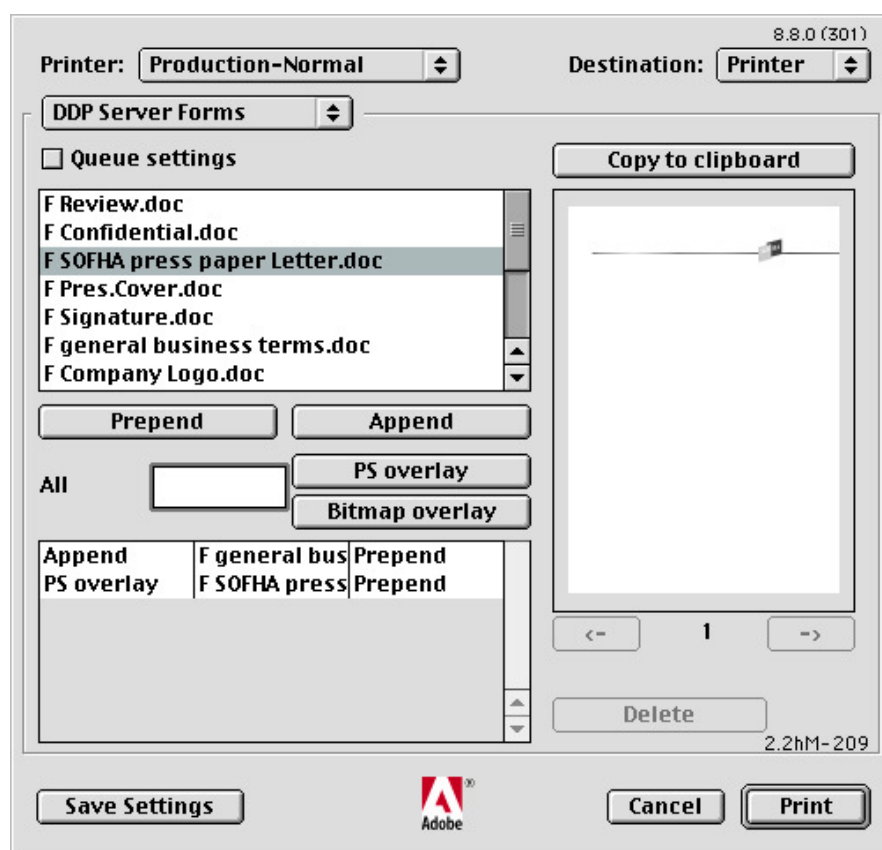 8.8.0 (301)
Printer: Production-Normal Destination: Printer
DDP Server Forms
Queue settings Copy to clipboard
F Review.doc
F Confidential.doc
F SOFHA press paper Letter.doc
F Pres.Cover.doc
F Signature.doc
F general business terms.doc
F Company Logo.doc
Prepend Append
All PS overlay
Bitmap overlay
Append F general bus Prepend
PS overlay F SOFHA press Prepend
<- 1 ->
Delete
2.2hM-209
Save Settings Adobe® Cancel Print